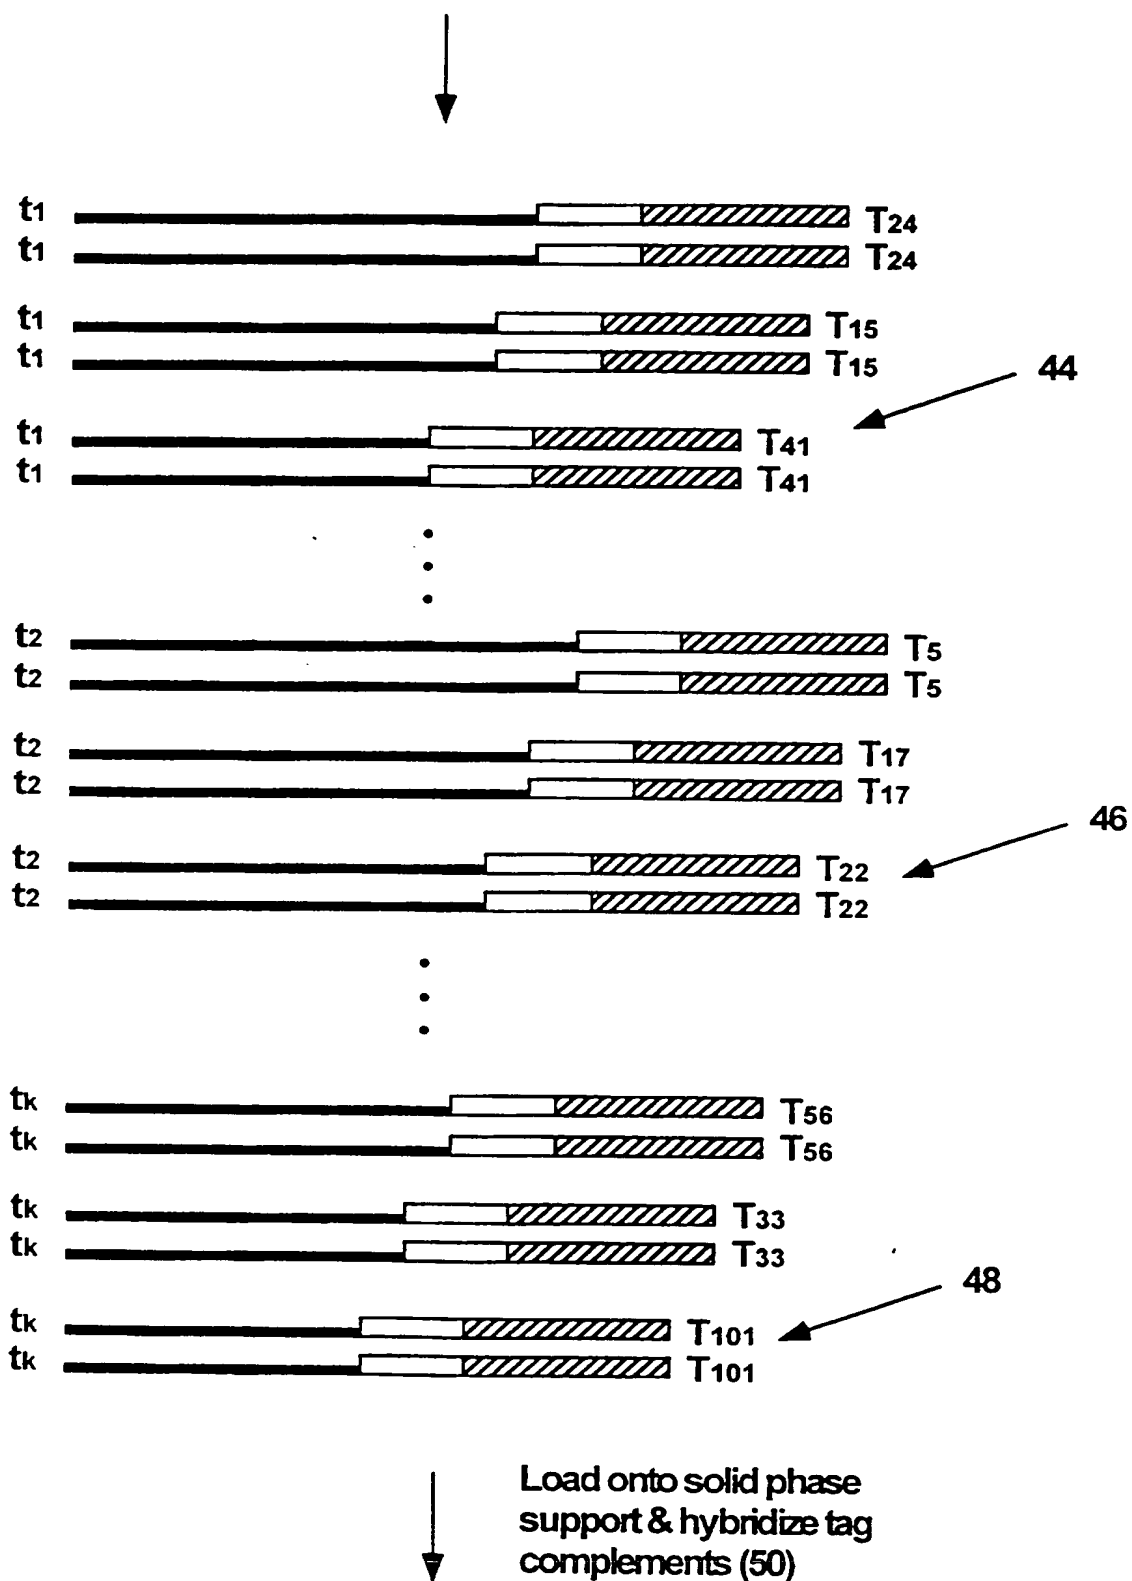 t1 T24
t1 T24
t1 T15
t1 T15
44
t1 T41
t1 T41
t2 T5
t2 T5
t2 T17
t2 T17
46
t2 T22
t2 T22
tk T56
tk T56
tk T33
tk T33
48
tk T101
tk T101
Load onto solid phase
support & hybridize tag
complements (50)